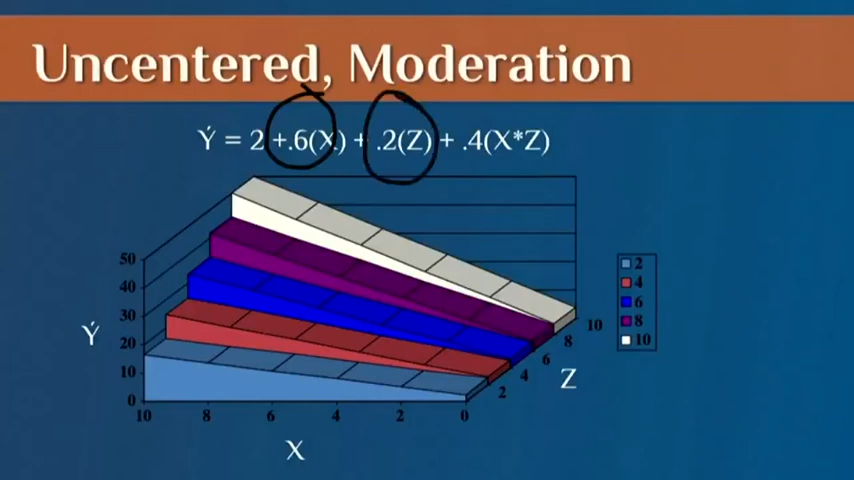 Uncentered, Moderation
Ý = 2 +.6(X) + .2(Z) + .4(X*Z)
50
40
30
20
10
0
Ý
10 8 6 4 2 0
X
2
4
6
8
10
Z
2
4
6
8
10